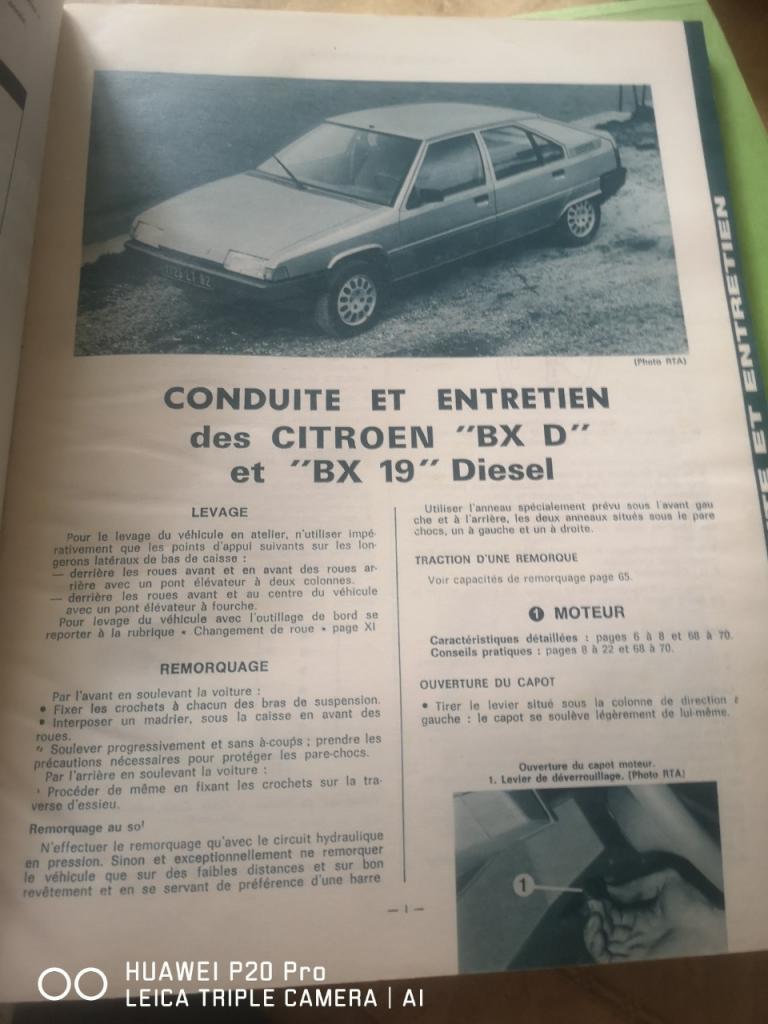 (Photo RTA)
CONDUITE ET ENTRETIEN
des CITROEN "BX D"
et "BX 19" Diesel
LEVAGE
Pour le levage du véhicule en atelier, n'utiliser impé-
rativement que les points d'appui suivants sur les lon-
gerons latéraux de bas de caisse :
— derrière les roues avant et en avant des roues ar-
rière avec un pont élévateur à deux colonnes.
— derrière les roues avant et au centre du véhicule
avec un pont élévateur à fourche.
Pour levage du véhicule avec l'outillage de bord se
reporter à la rubrique « Changement de roue » page XI
REMORQUAGE
Par l'avant en soulevant la voiture :
• Fixer les crochets à chacun des bras de suspension.
• Interposer un madrier, sous la caisse en avant des
roues.
• Soulever progressivement et sans à-coups ; prendre les
précautions nécessaires pour protéger les pare-chocs.
Par l'arrière en soulevant la voiture :
• Procéder de même en fixant les crochets sur la tra-
verse d'essieu.
Remorquage au sol
N'effectuer le remorquage qu'avec le circuit hydraulique
en pression. Sinon et exceptionnellement ne remorquer
le véhicule que sur des faibles distances et sur bon
revêtement et en se servant de préférence d'une barre
Utiliser l'anneau spécialement prévu sous l'avant gau
che et à l'arrière, les deux anneaux situés sous le pare
chocs, un à gauche et un à droite.
TRACTION D'UNE REMORQUE
Voir capacités de remorquage page 65.
1 MOTEUR
Caractéristiques détaillées : pages 6 à 8 et 68 à 70.
Conseils pratiques : pages 8 à 22 et 68 à 70.
OUVERTURE DU CAPOT
• Tirer le levier situé sous la colonne de direction à
gauche : le capot se soulève légèrement de lui-même.
Ouverture du capot moteur.
1. Levier de déverrouillage. (Photo RTA)
1
— I —
TE ET ENTRETIEN
HUAWEI P20 Pro
LEICA TRIPLE CAMERA | AI